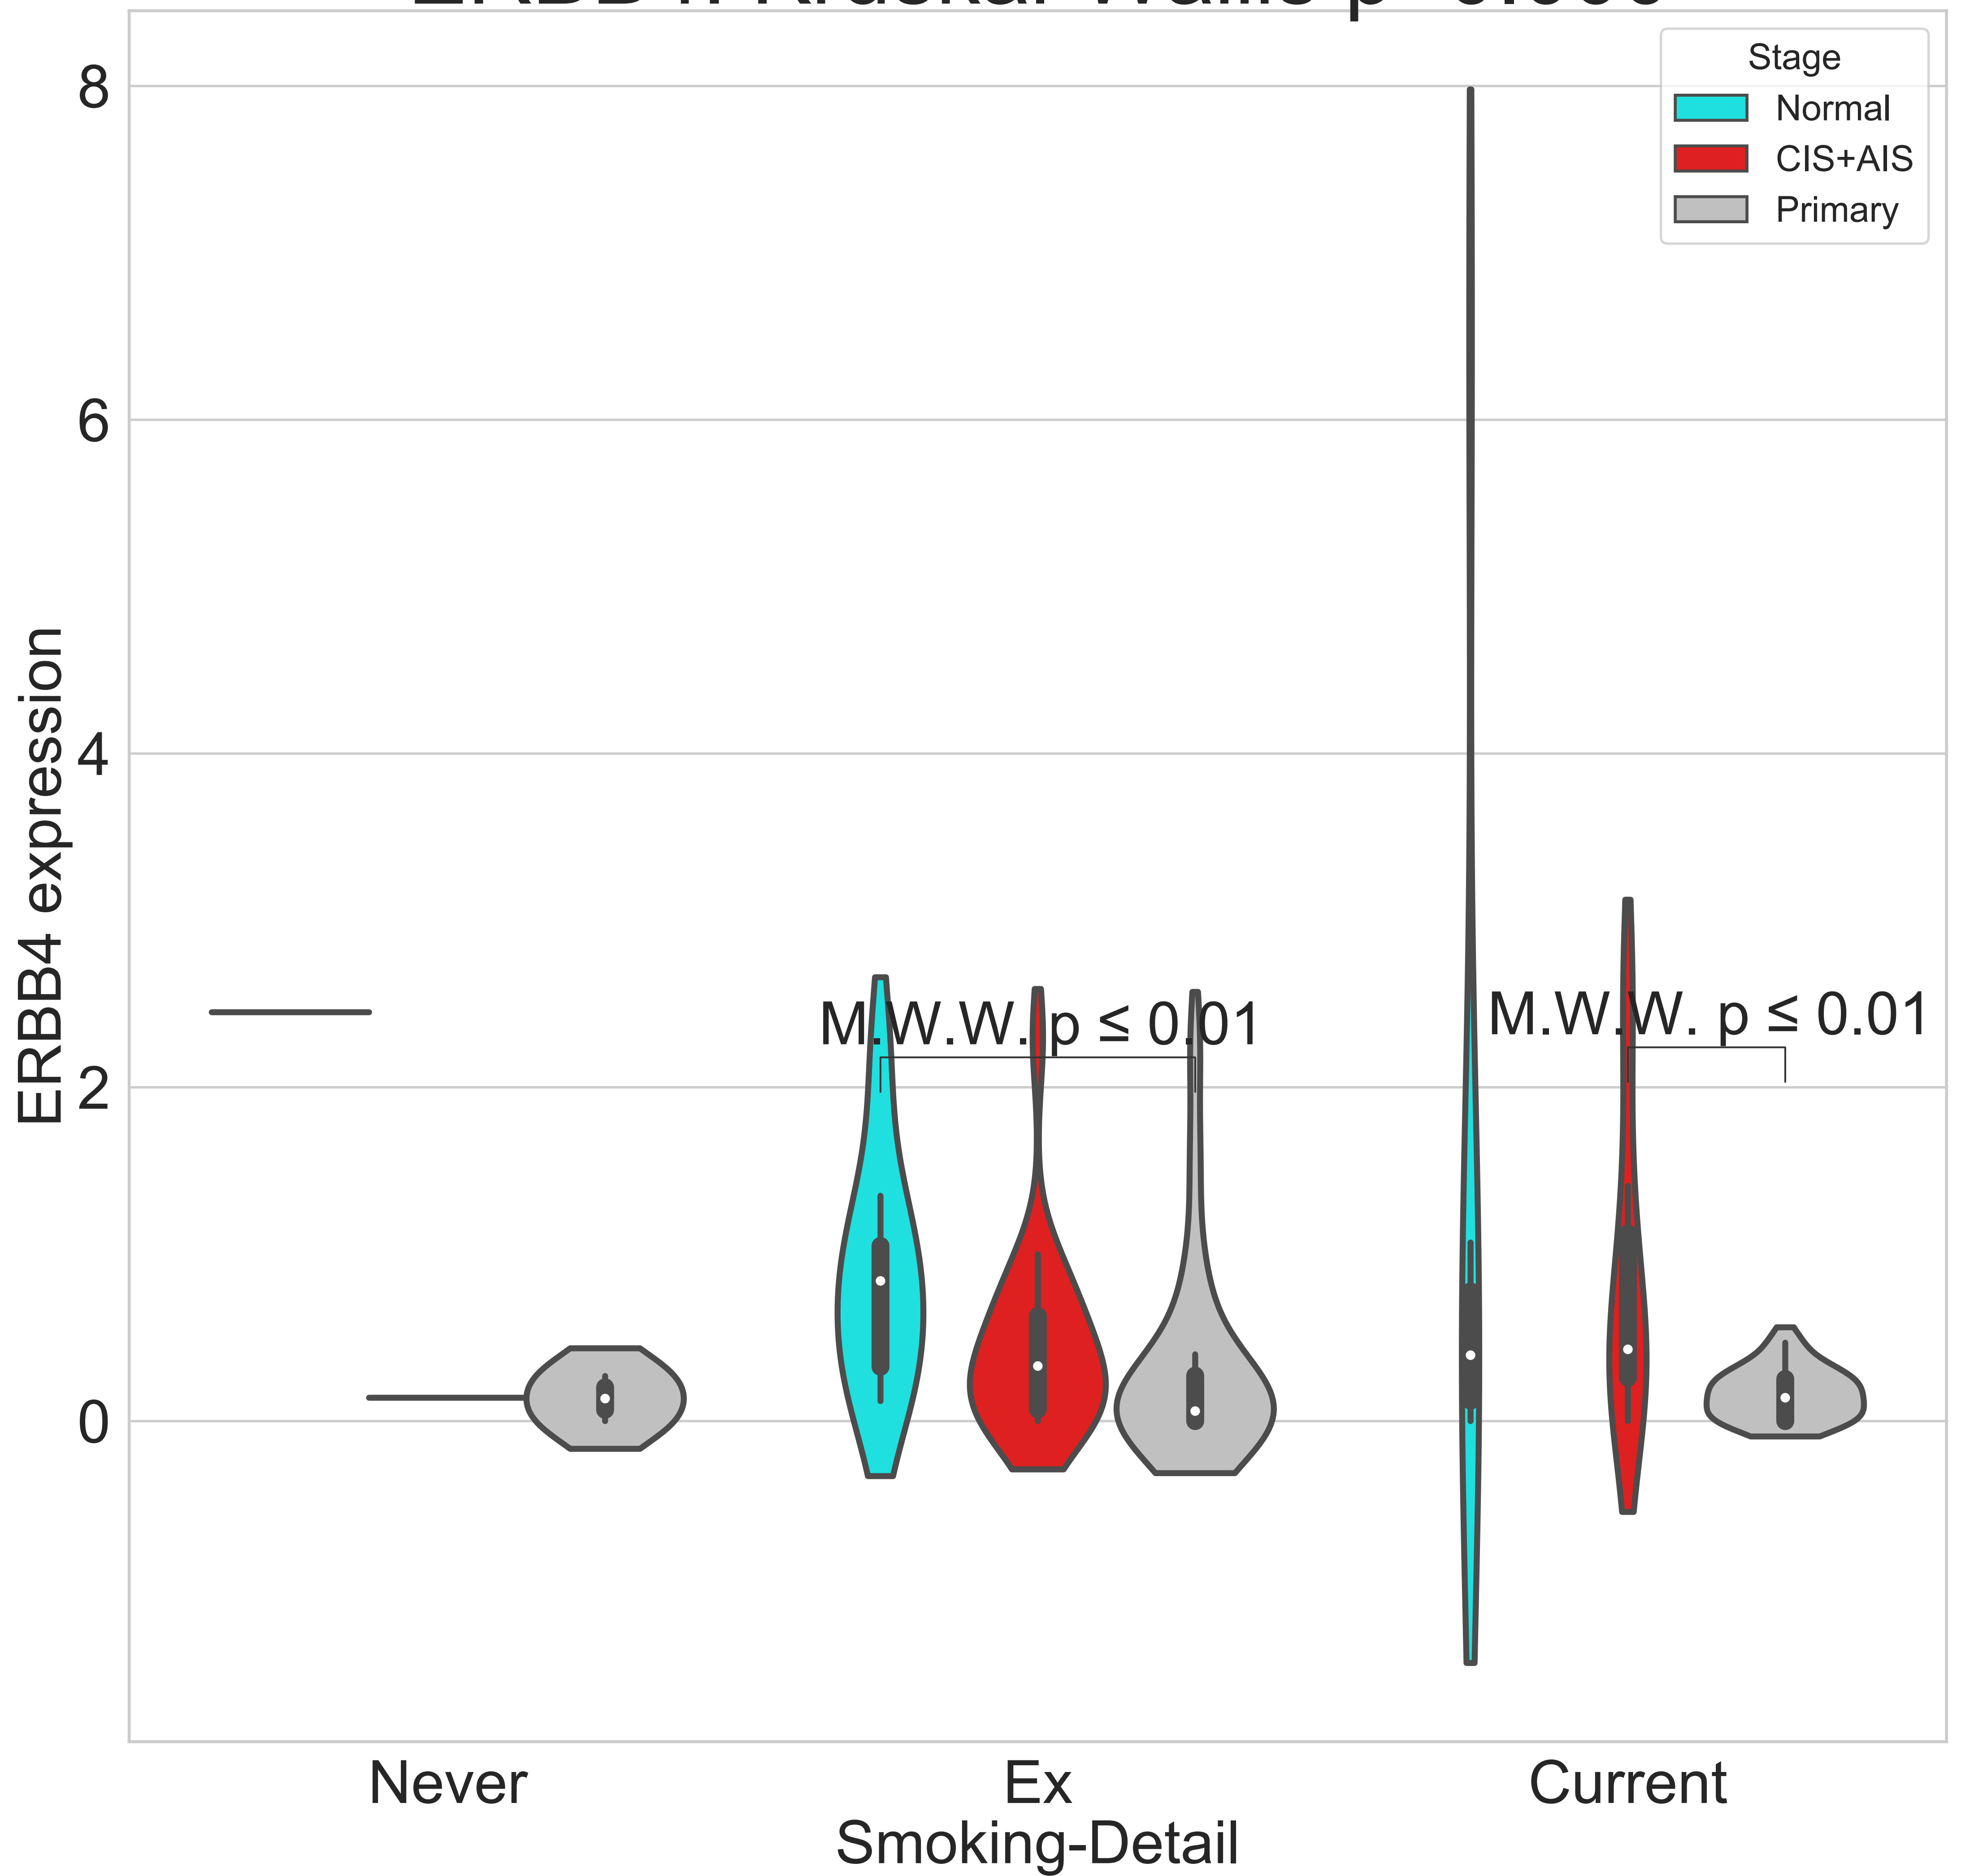 Stage
Normal
CIS+AIS
Primary
8
6
4
2
0
ERBB4 expression
M.W.W. p ≤ 0.01
M.W.W. p ≤ 0.01
Never
Ex
Current
Smoking-Detail